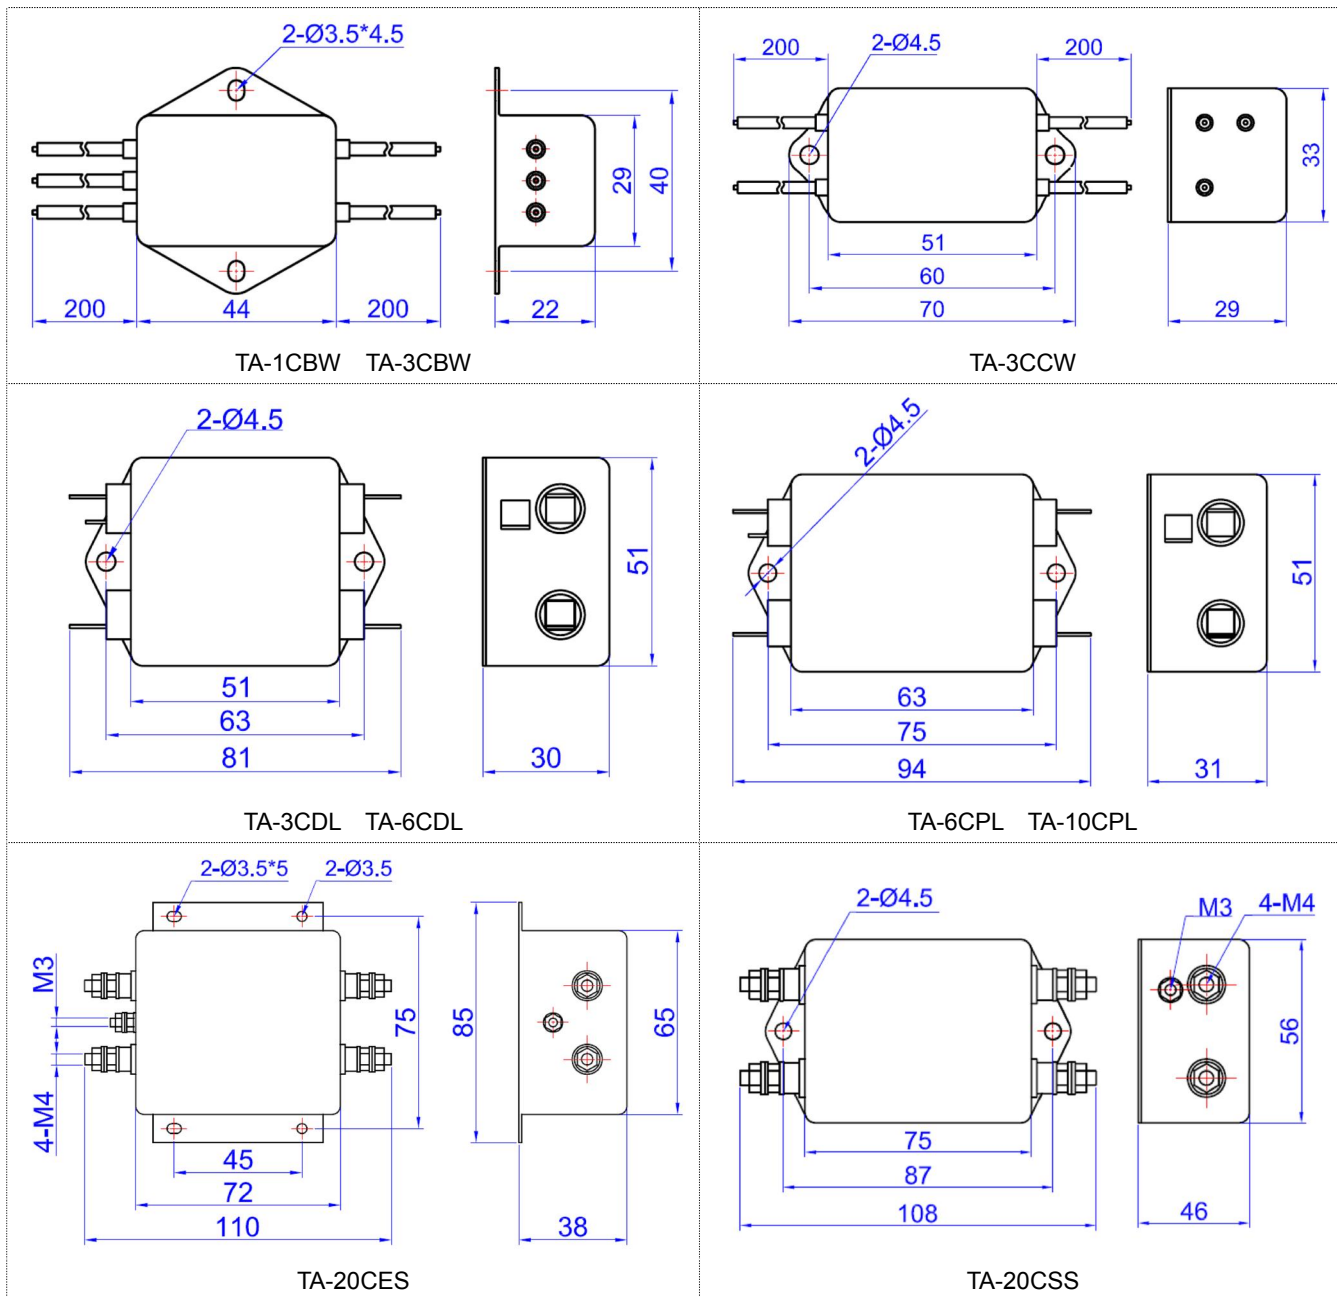 2-Ø3.5*4.5
29
40
200
44
200
22
TA-1CBW TA-3CBW
200
2-Ø4.5
200
33
51
60
70
29
TA-3CCW
2-Ø4.5
51
51
63
81
30
TA-3CDL TA-6CDL
2-Ø4.5
51
63
75
94
31
TA-6CPL TA-10CPL
2-Ø3.5*5
2-Ø3.5
M3
4-M4
75
85
65
45
72
110
38
TA-20CES
2-Ø4.5
M3
4-M4
56
75
87
108
46
TA-20CSS